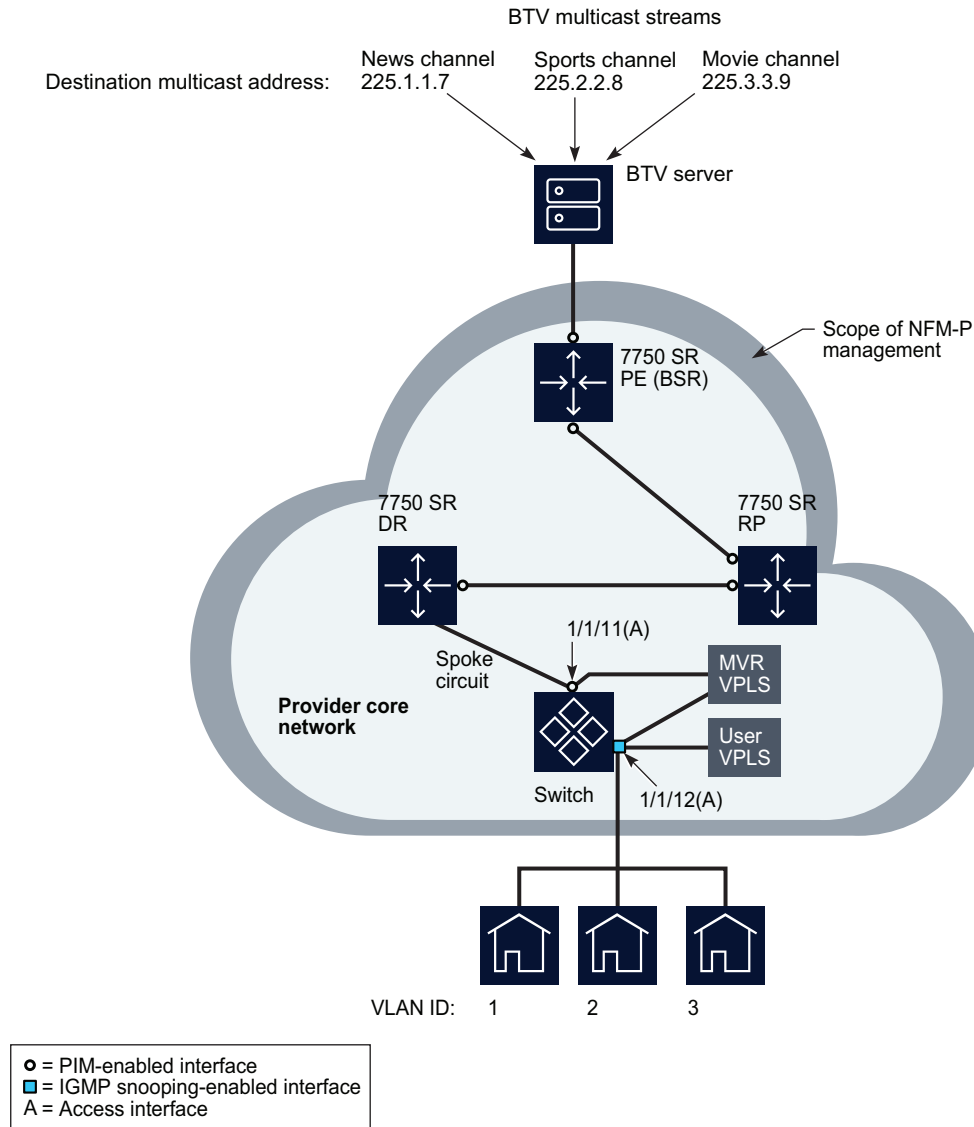 BTV multicast streams
Destination multicast address:
News channel
225.1.1.7
Sports channel
225.2.2.8
Movie channel
225.3.3.9
BTV server
Scope of NFM-P
management
7750 SR
PE (BSR)
7750 SR
DR
7750 SR
RP
1/1/11(A)
Spoke
circuit
MVR
VPLS
Provider core
network
User
VPLS
Switch
1/1/12(A)
VLAN ID: 1 2 3
= PIM-enabled interface
= IGMP snooping-enabled interface
A = Access interface